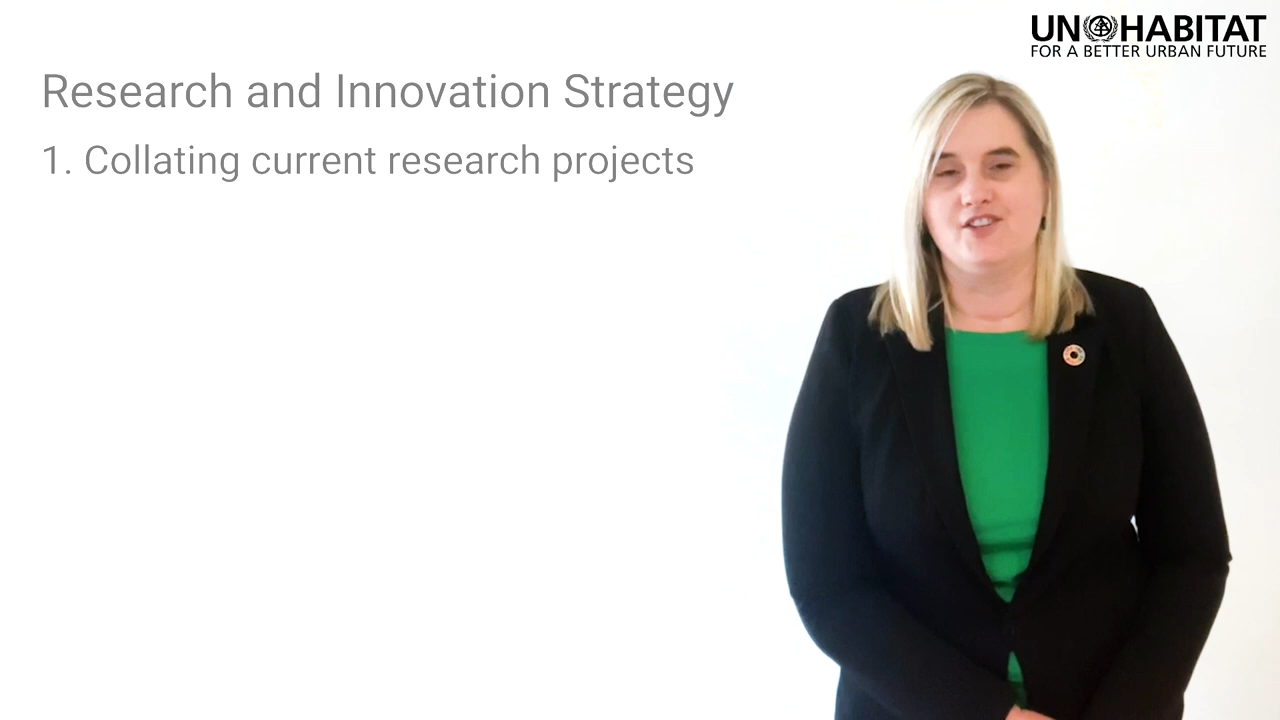 UN HABITAT
FOR A BETTER URBAN FUTURE
Research and Innovation Strategy
1. Collating current research projects